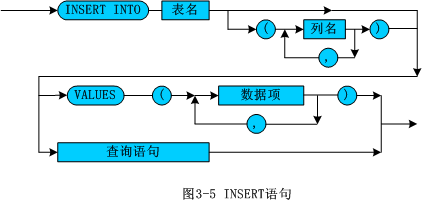 INSERT INTO 表名
( 列名 )
,
VALUES ( 数据项 )
,
查询语句
图3-5 INSERT语句